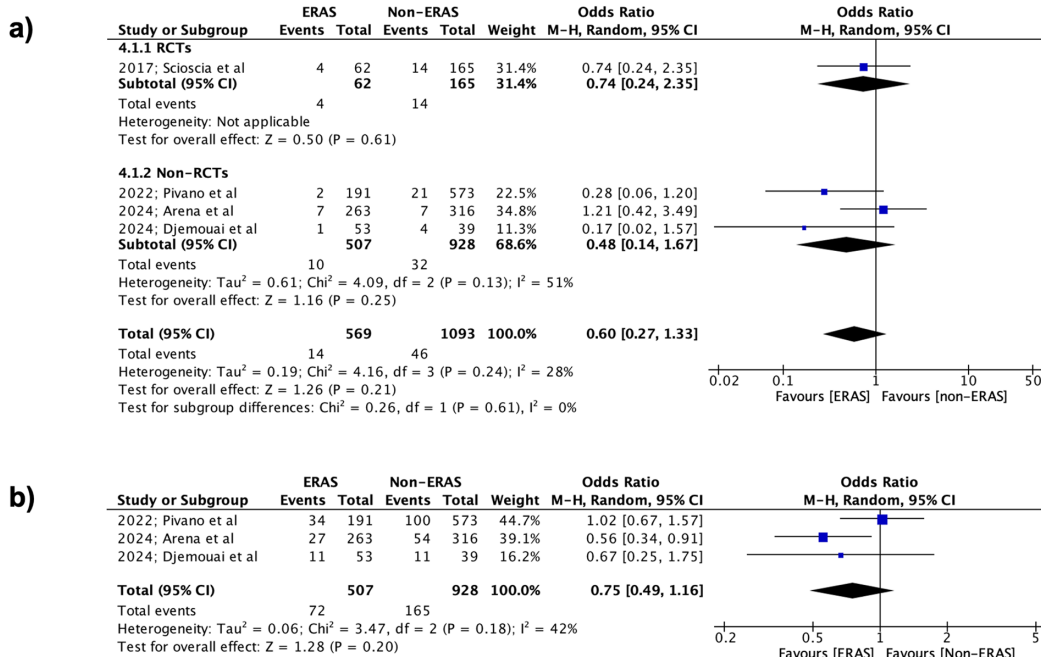 a)
ERAS Non-ERAS Odds Ratio Odds Ratio
Study or Subgroup Events Total Events Total Weight M-H, Random, 95% CI M-H, Random, 95% CI
4.1.1 RCTs
2017; Scioscia et al 4 62 14 165 31.4% 0.74 [0.24, 2.35]
Subtotal (95% CI) 62 165 31.4% 0.74 [0.24, 2.35]
Total events 4 14
Heterogeneity: Not applicable
Test for overall effect: Z = 0.50 (P = 0.61)
4.1.2 Non-RCTs
2022; Pivano et al 2 191 21 573 22.5% 0.28 [0.06, 1.20]
2024; Arena et al 7 263 7 316 34.8% 1.21 [0.42, 3.49]
2024; Djemouai et al 1 53 4 39 11.3% 0.17 [0.02, 1.57]
Subtotal (95% CI) 507 928 68.6% 0.48 [0.14, 1.67]
Total events 10 32
Heterogeneity: Tau² = 0.61; Chi² = 4.09, df = 2 (P = 0.13); I² = 51%
Test for overall effect: Z = 1.16 (P = 0.25)
Total (95% CI) 569 1093 100.0% 0.60 [0.27, 1.33]
Total events 14 46
Heterogeneity: Tau² = 0.19; Chi² = 4.16, df = 3 (P = 0.24); I² = 28%
Test for overall effect: Z = 1.26 (P = 0.21)
Test for subgroup differences: Chi² = 0.26, df = 1 (P = 0.61), I² = 0%
0.02 0.1 1 10 50
Favours [ERAS] Favours [non-ERAS]
b)
ERAS Non-ERAS Odds Ratio Odds Ratio
Study or Subgroup Events Total Events Total Weight M-H, Random, 95% CI M-H, Random, 95% CI
2022; Pivano et al 34 191 100 573 44.7% 1.02 [0.67, 1.57]
2024; Arena et al 27 263 54 316 39.1% 0.56 [0.34, 0.91]
2024; Djemouai et al 11 53 11 39 16.2% 0.67 [0.25, 1.75]
Total (95% CI) 507 928 100.0% 0.75 [0.49, 1.16]
Total events 72 165
Heterogeneity: Tau² = 0.06; Chi² = 3.47, df = 2 (P = 0.18); I² = 42%
Test for overall effect: Z = 1.28 (P = 0.20)
0.2 0.5 1 2 5
Favours [ERAS] Favours [Non-ERAS]